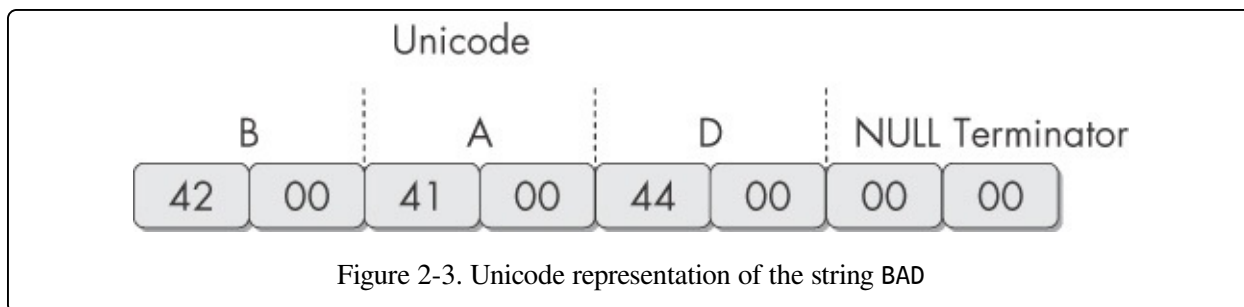 Unicode
B A D NULL Terminator
42 00 41 00 44 00 00 00
Figure 2-3. Unicode representation of the string BAD